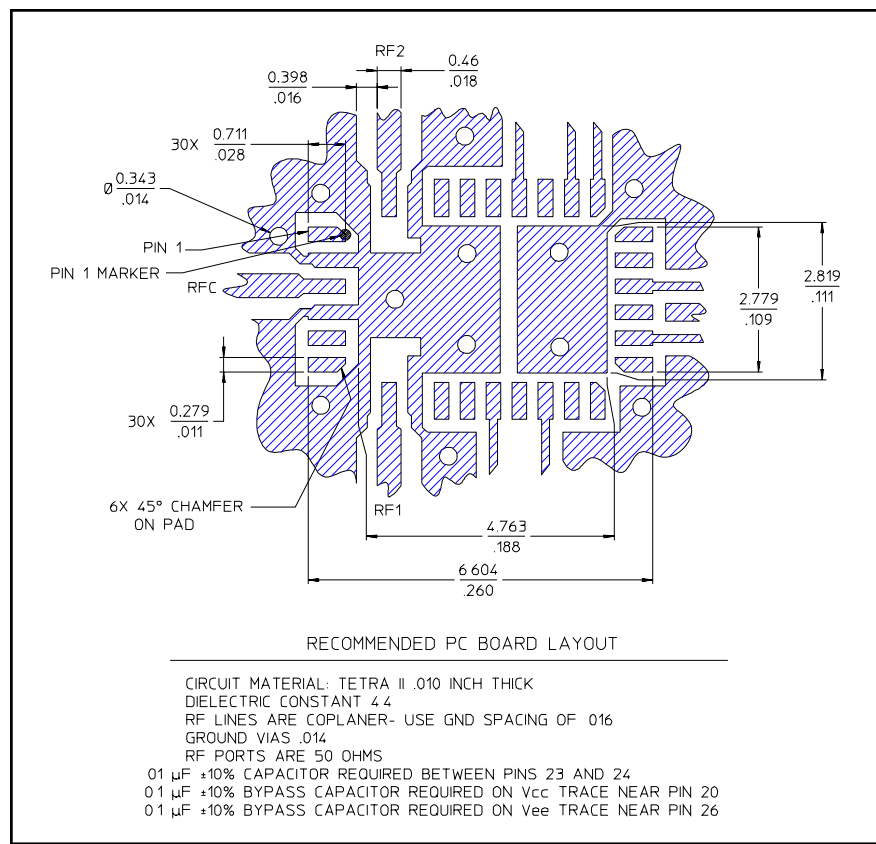 RF2
0.398
.016
0.46
.018
30X 0.711
.028
Ø 0.343
.014
PIN 1
PIN 1 MARKER
RFC
2.819
.111
2.779
.109
30X 0.279
.011
6X 45° CHAMFER
ON PAD
RF1
4.763
.188
6 604
.260
RECOMMENDED PC BOARD LAYOUT
CIRCUIT MATERIAL: TETRA II .010 INCH THICK
DIELECTRIC CONSTANT 4 4
RF LINES ARE COPLANER- USE GND SPACING OF 016
GROUND VIAS .014
RF PORTS ARE 50 OHMS
01 µF ±10% CAPACITOR REQUIRED BETWEEN PINS 23 AND 24
0 1 µF ±10% BYPASS CAPACITOR REQUIRED ON Vcc TRACE NEAR PIN 20
0 1 µF ±10% BYPASS CAPACITOR REQUIRED ON Vee TRACE NEAR PIN 26